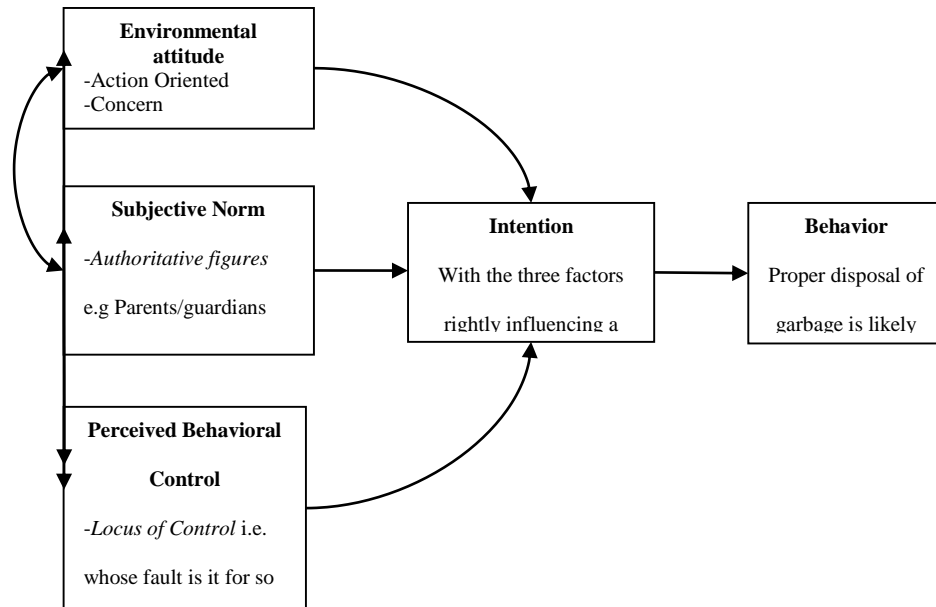 Environmental
attitude
-Action Oriented
-Concern
Subjective Norm
-Authoritative figures
e.g Parents/guardians
Perceived Behavioral
Control
-Locus of Control i.e.
whose fault is it for so
Intention
With the three factors
rightly influencing a
Behavior
Proper disposal of
garbage is likely